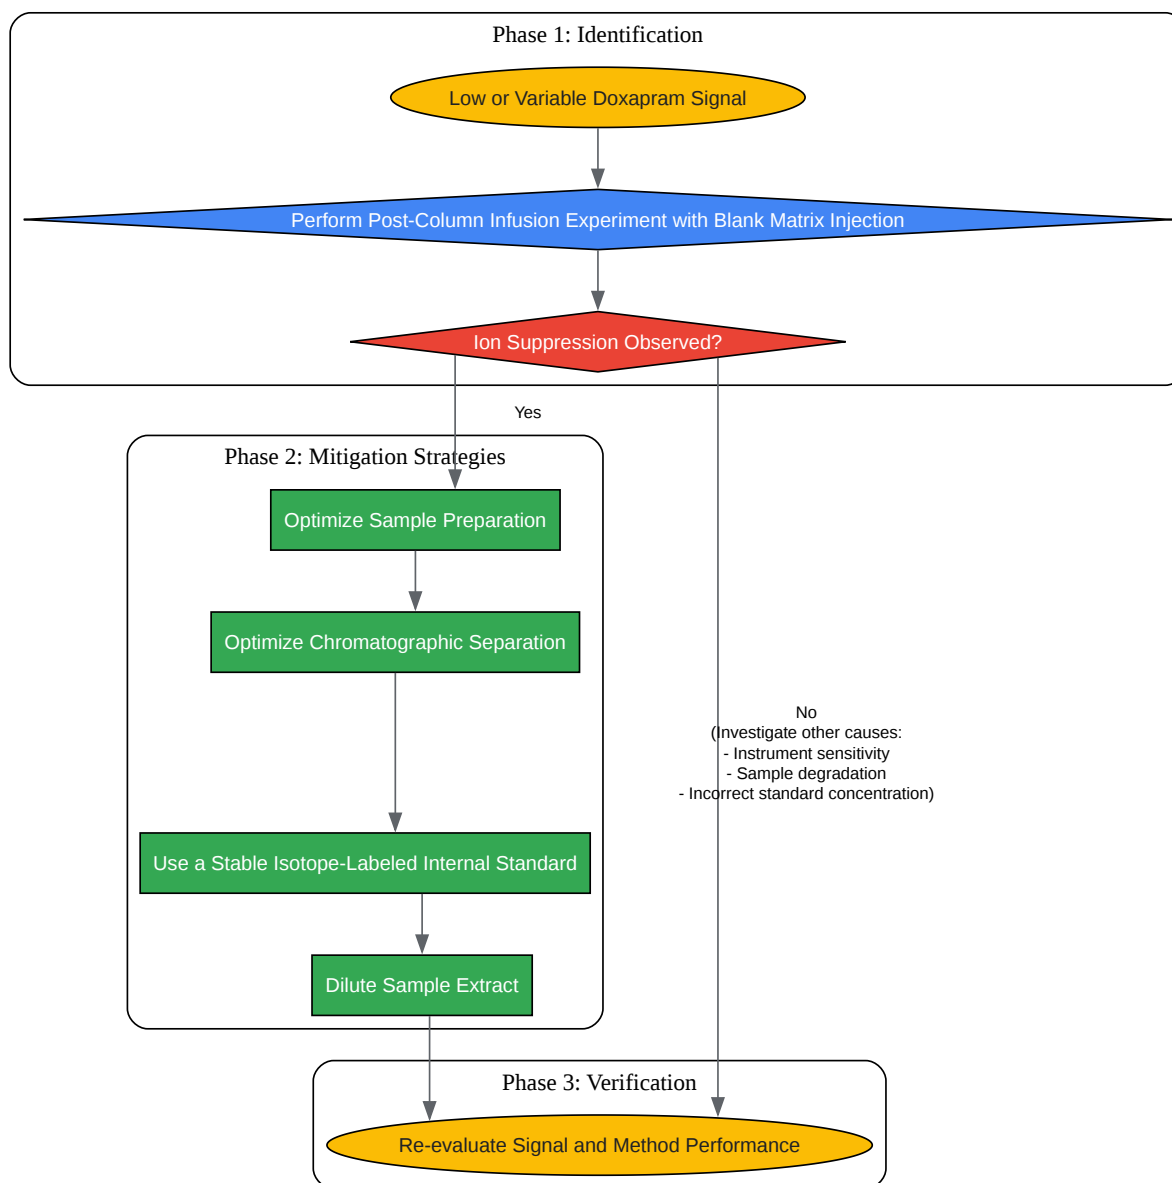 Phase 1: Identification
Low or Variable Doxapram Signal
Perform Post-Column Infusion Experiment with Blank Matrix Injection
Ion Suppression Observed?
Yes
Phase 2: Mitigation Strategies
Optimize Sample Preparation
Optimize Chromatographic Separation
No
(Investigate other causes:
- Instrument sensitivity
- Sample degradation
- Incorrect standard concentration)
Use a Stable Isotope-Labeled Internal Standard
Dilute Sample Extract
Phase 3: Verification
Re-evaluate Signal and Method Performance